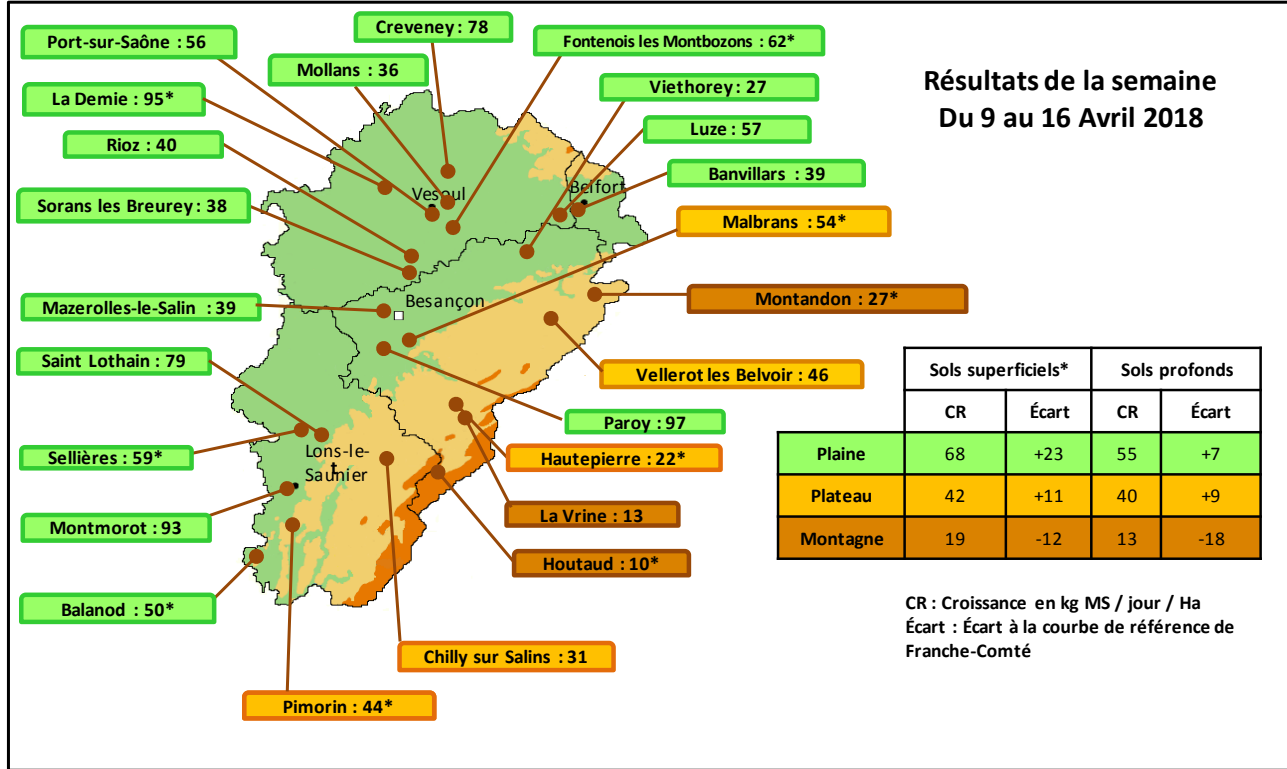 Résultats de la semaine
Du 9 au 16 Avril 2018
Creveney : 78
Port-sur-Saône : 56
Fontenois les Montbozons : 62*
Mollans : 36
Viethorey : 27
La Demie : 95*
Luze : 57
Rioz : 40
Banvillars : 39
Vesoul
Belfort
Sorans les Breurey : 38
Malbrans : 54*
Montandon : 27*
Mazerolles-le-Salin : 39
Besançon
Saint Lothain : 79
Vellerot les Belvoir : 46
Paroy : 97
Sellières : 59*
Lons-le-
Saunier
Hautepierre : 22*
Montmorot : 93
La Vrine : 13
Houtaud : 10*
Balanod : 50*
Chilly sur Salins : 31
Pimorin : 44*
Sols superficiels* Sols profonds
CR Écart CR Écart
Plaine 68 +23 55 +7
Plateau 42 +11 40 +9
Montagne 19 -12 13 -18
CR : Croissance en kg MS / jour / Ha
Écart : Écart à la courbe de référence de
Franche-Comté